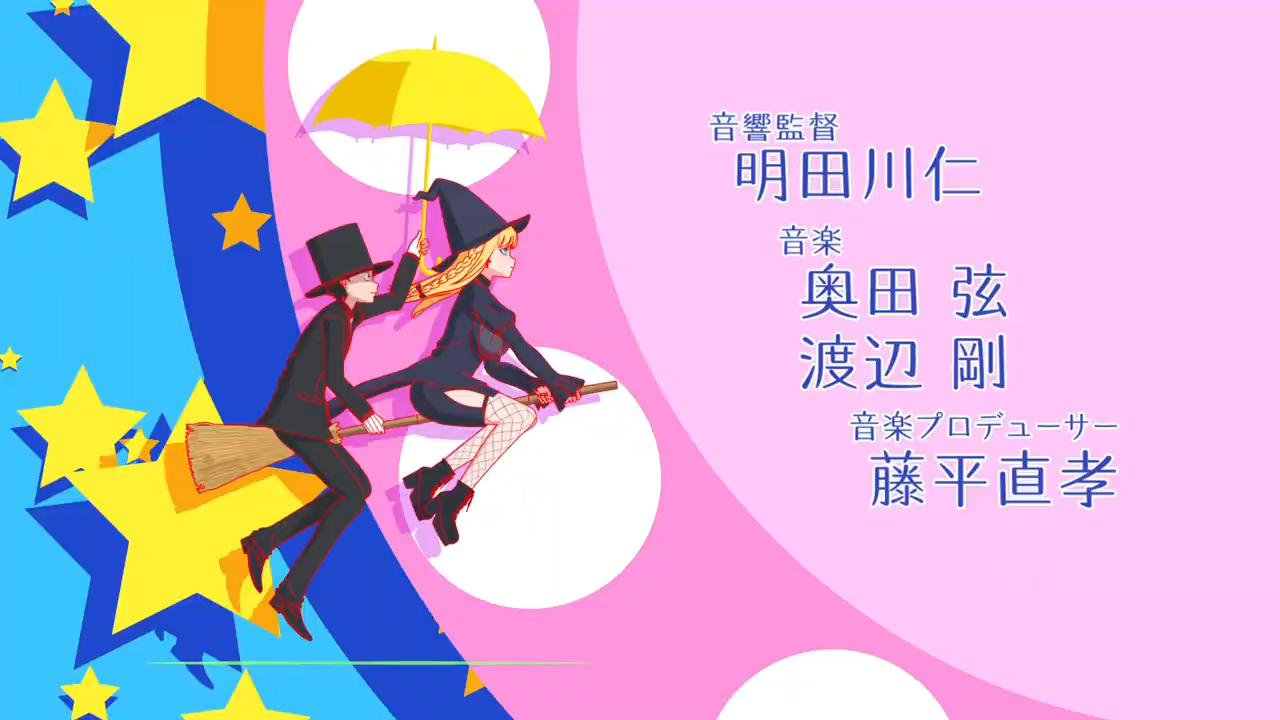 音響監督
明田川仁
音楽
奥田 弦
渡辺 剛
音楽プロデューサー
藤平直孝